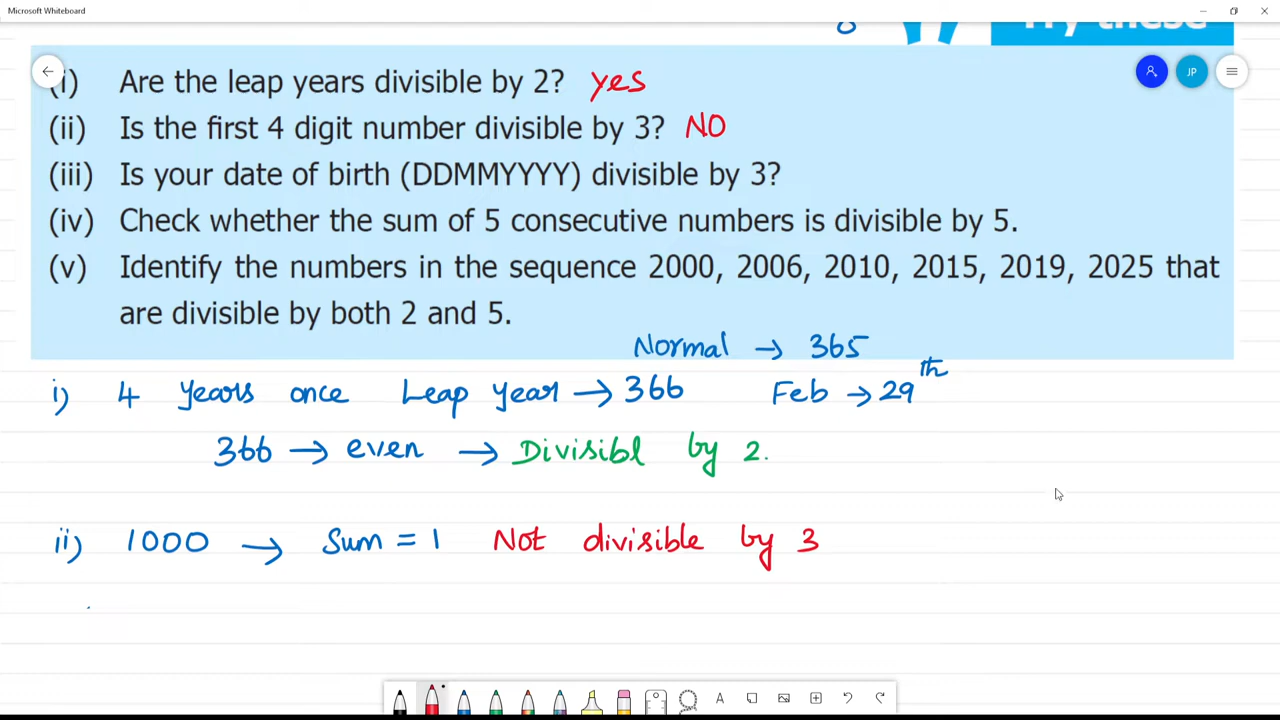 Microsoft Whiteboard
Try these
JP
(i) Are the leap years divisible by 2? yes
(ii) Is the first 4 digit number divisible by 3? NO
(iii) Is your date of birth (DDMMYYYY) divisible by 3?
(iv) Check whether the sum of 5 consecutive numbers is divisible by 5.
(v) Identify the numbers in the sequence 2000, 2006, 2010, 2015, 2019, 2025 that
are divisible by both 2 and 5.
Normal → 365
i) 4 years once Leap year → 366 Feb → 29th
366 → even → Divisibl by 2.
ii) 1000 → Sum = 1 Not divisible by 3